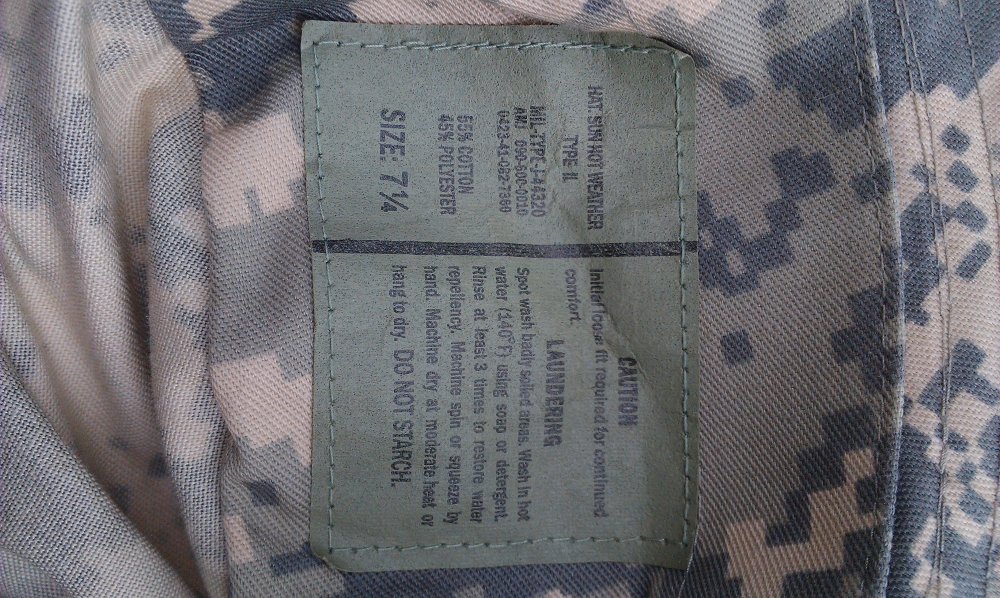 HAT, SUN HOT WEATHER
TYPE II
MIL-TYPE-J-44320
55% COTTON
45% POLYESTER
SIZE: 7¼
CAUTION
Initial loose fit required for continued
comfort.
LAUNDERING
Spot wash badly soiled areas. Wash in hot
water (140°F) using soap or detergent.
Rinse at least 3 times to restore water
repellency. Machine spin or squeeze by
hand. Machine dry at moderate heat or
hang to dry. DO NOT STARCH.